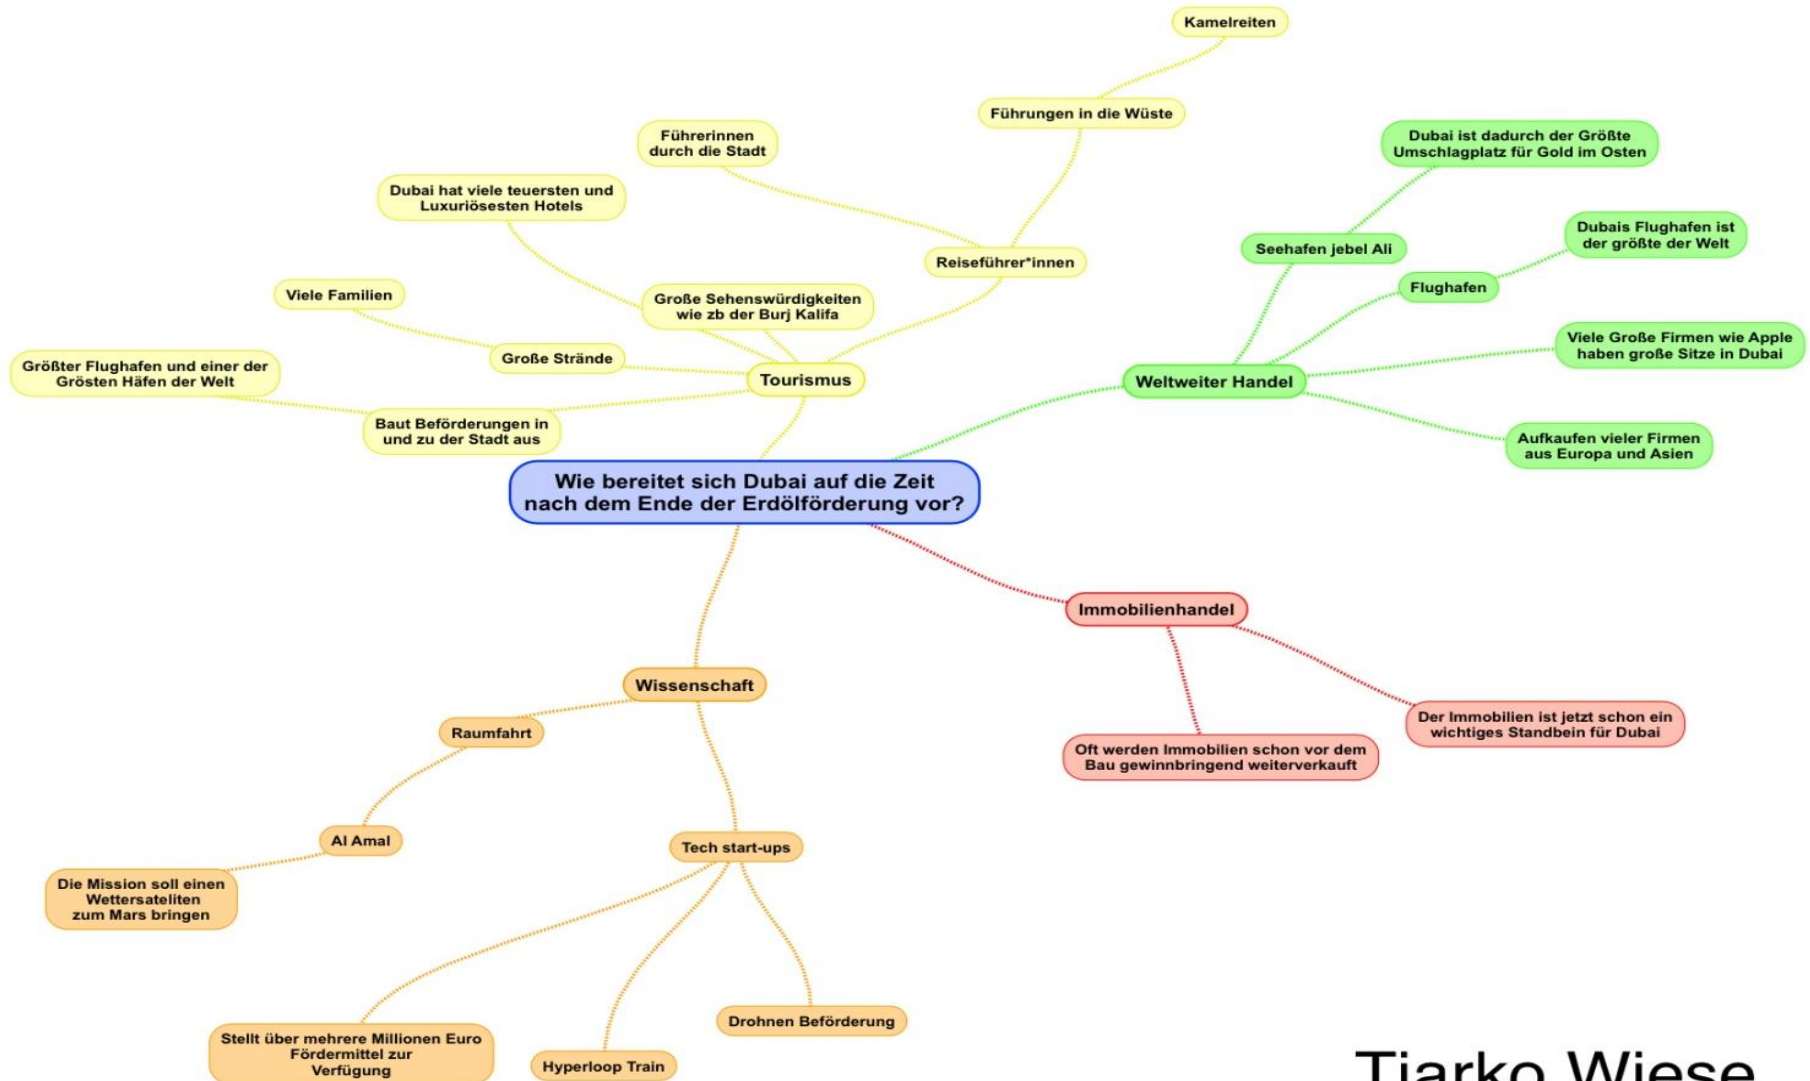 Kamelreiten
Führungen in die Wüste
Führerinnen
durch die Stadt
Dubai hat viele teuersten und
Luxuriösesten Hotels
Reiseführer*innen
Viele Familien
Große Sehenswürdigkeiten
wie zb der Burj Kalifa
Große Strände
Größter Flughafen und einer der
Grösten Häfen der Welt
Tourismus
Baut Beförderungen in
und zu der Stadt aus
Dubai ist dadurch der Größte
Umschlagplatz für Gold im Osten
Seehafen jebel Ali
Dubais Flughafen ist
der größte der Welt
Flughafen
Viele Große Firmen wie Apple
haben große Sitze in Dubai
Weltweiter Handel
Aufkaufen vieler Firmen
aus Europa und Asien
Wie bereitet sich Dubai auf die Zeit
nach dem Ende der Erdölförderung vor?
Immobilienhandel
Der Immobilien ist jetzt schon ein
wichtiges Standbein für Dubai
Oft werden Immobilien schon vor dem
Bau gewinnbringend weiterverkauft
Wissenschaft
Raumfahrt
Al Amal
Die Mission soll einen
Wettersateliten
zum Mars bringen
Tech start-ups
Drohnen Beförderung
Stellt über mehrere Millionen Euro
Fördermittel zur
Verfügung
Hyperloop Train
Tjarko Wiese